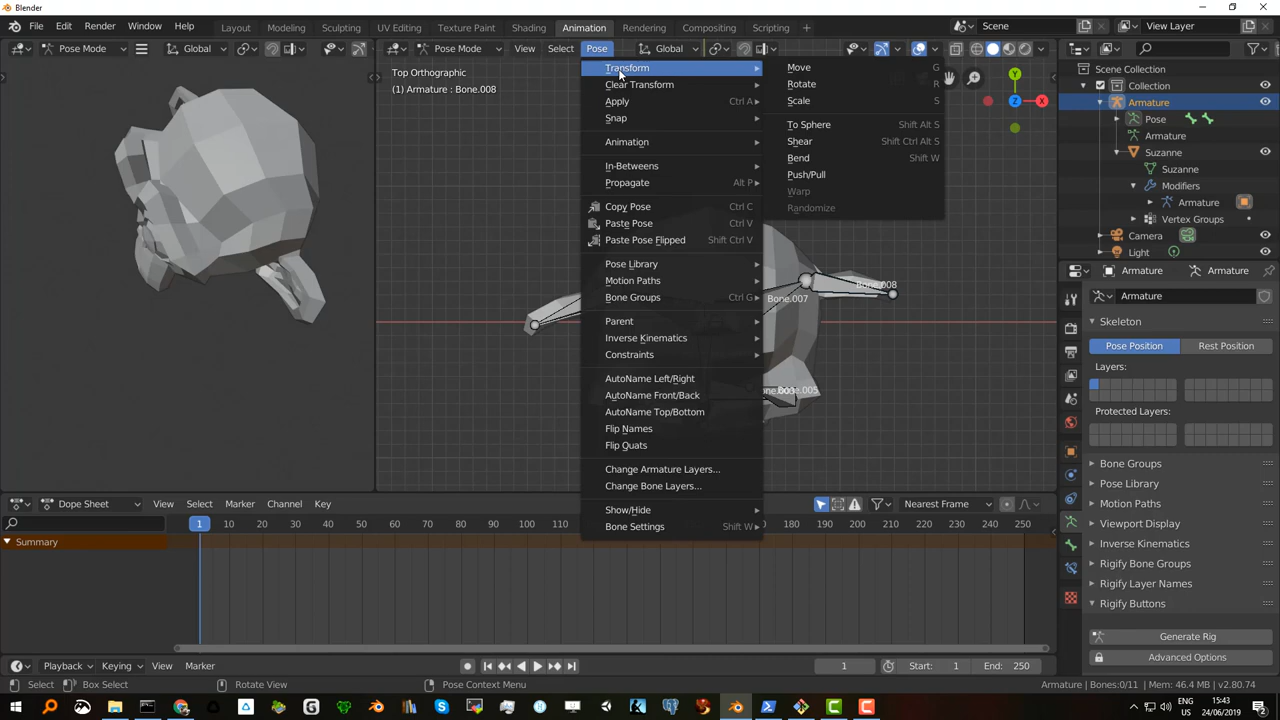 Blender
File Edit Render Window Help Layout Modeling Sculpting UV Editing Texture Paint Shading Animation Rendering Compositing Scripting + Scene View Layer
Pose Mode Global Pose Mode View Select Pose Global
Top Orthographic
(1) Armature : Bone.008
Transform
Clear Transform
Apply Ctrl A
Snap
Animation
In-Betweens
Propagate Alt P
Copy Pose Ctrl C
Paste Pose Ctrl V
Paste Pose Flipped Shift Ctrl V
Pose Library
Motion Paths
Bone Groups Ctrl G
Parent
Inverse Kinematics
Constraints
AutoName Left/Right
AutoName Front/Back
AutoName Top/Bottom
Flip Names
Flip Quats
Change Armature Layers...
Change Bone Layers...
Show/Hide
Bone Settings Shift W
Move G
Rotate R
Scale S
To Sphere Shift Alt S
Shear Shift Ctrl Alt S
Bend Shift W
Push/Pull
Warp
Randomize
Y
Z X
Bone.008
Bone.007
Scene Collection
Collection
Armature
Pose
Armature
Suzanne
Suzanne
Modifiers
Armature
Vertex Groups
Camera
Light
Armature Armature
Armature
Skeleton
Pose Position Rest Position
Layers:
Protected Layers:
Bone Groups
Pose Library
Motion Paths
Viewport Display
Inverse Kinematics
Rigify Bone Groups
Rigify Layer Names
Rigify Buttons
Generate Rig
Advanced Options
Dope Sheet View Select Marker Channel Key Nearest Frame
1 10 20 30 40 50 60 70 80 90 100 110 180 190 200 210 220 230 240 250
Summary
Playback Keying View Marker 1 Start: 1 End: 250
Select Box Select Rotate View Pose Context Menu Armature | Bones:0/11 | Mem: 46.4 MB | v2.80.74
ENG
US
15:43
24/06/2019